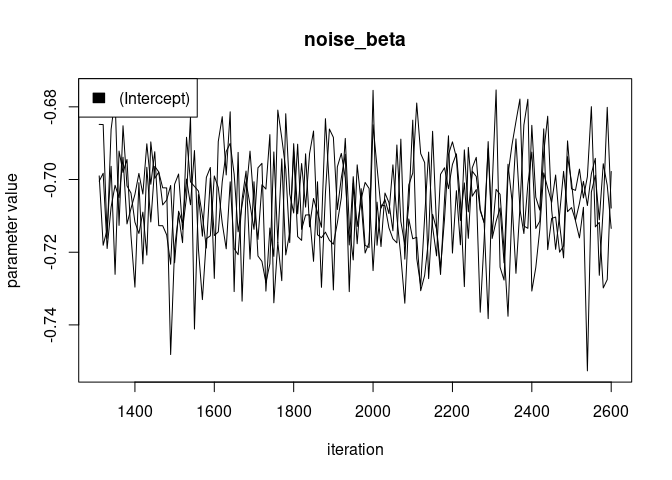 noise_beta
(Intercept)
parameter value
-0.68
-0.70
-0.72
-0.74
1400 1600 1800 2000 2200 2400 2600
iteration